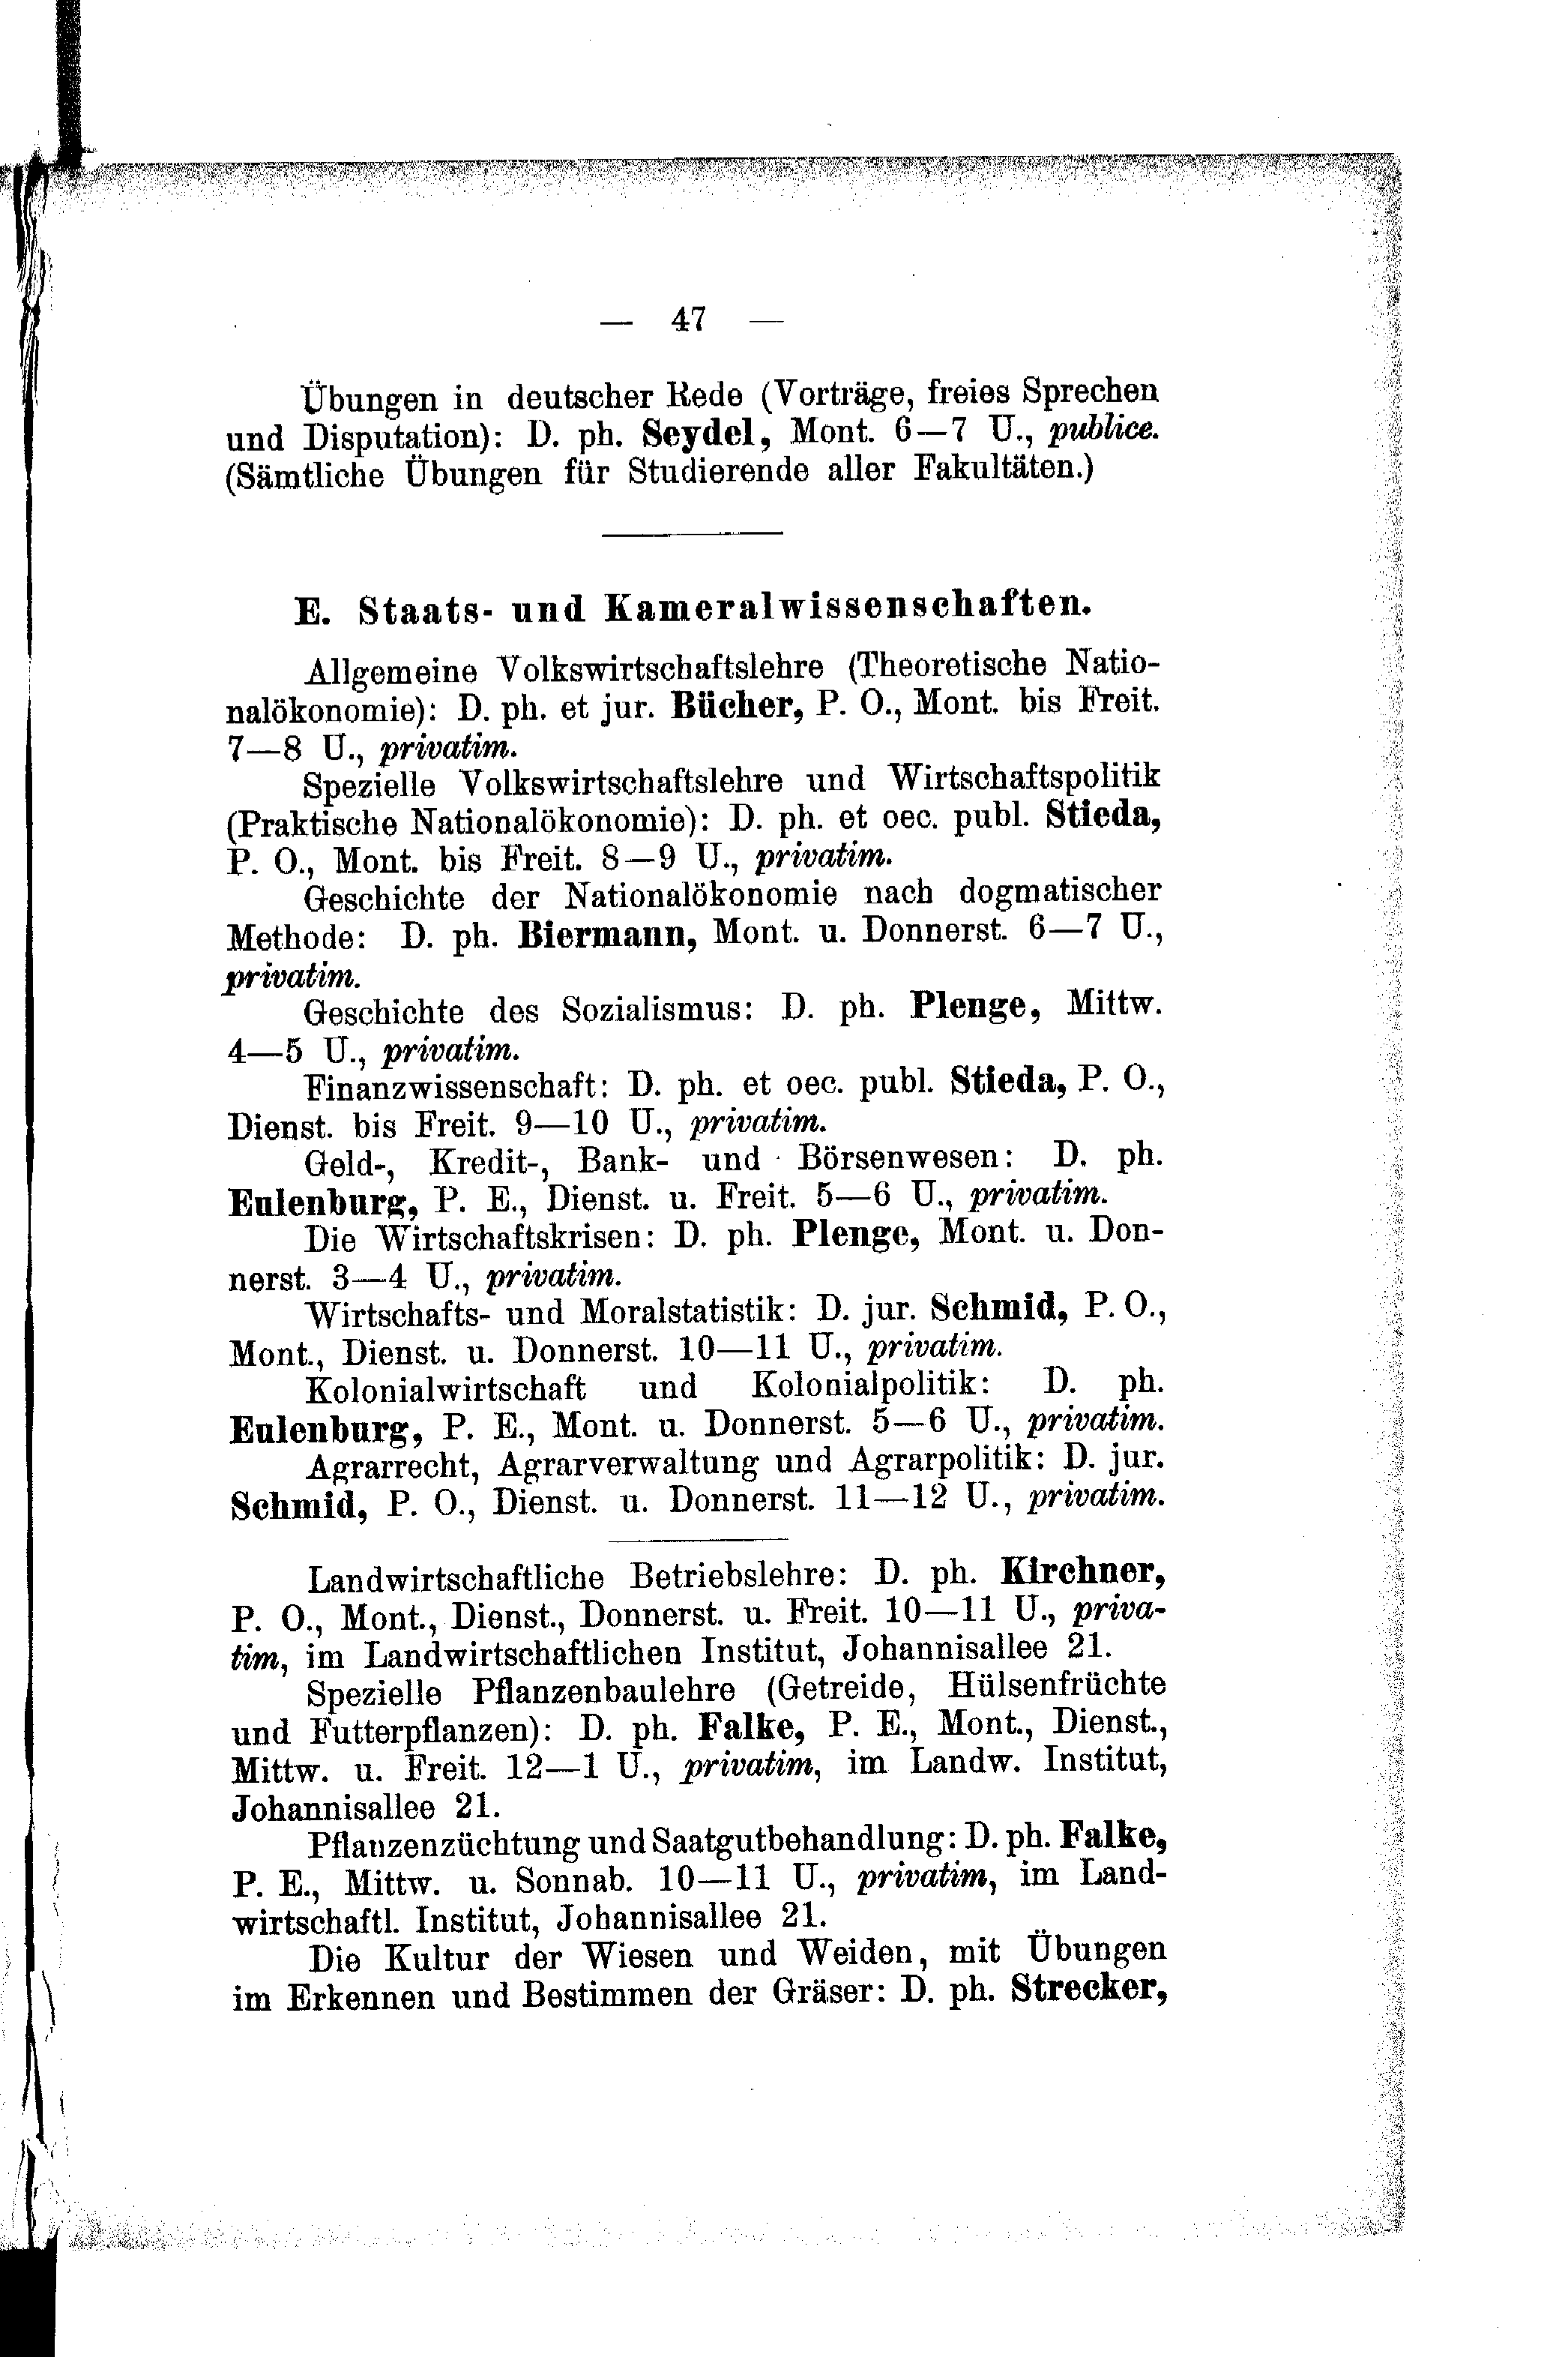 — 47 —
Übungen in deutscher Rede (Vorträge, freies Sprechen
und Disputation): D. ph. Seydel, Mont. 6—7 U., publice.
(Sämtliche Übungen für Studierende aller Fakultäten.)
E. Staats- und Kameralwissenschaften.
Allgemeine Volkswirtschaftslehre (Theoretische Natio-
nalökonomie): D. ph. et jur. Bücher, P. O., Mont. bis Freit.
7—8 U., privatim.
Spezielle Volkswirtschaftslehre und Wirtschaftspolitik
(Praktische Nationalökonomie): D. ph. et oec. publ. Stieda,
P. O., Mont. bis Freit. 8—9 U., privatim.
Geschichte der Nationalökonomie nach dogmatischer
Methode: D. ph. Biermann, Mont. u. Donnerst. 6—7 U.,
privatim.
Geschichte des Sozialismus: D. ph. Plenge, Mittw.
4—5 U., privatim.
Finanzwissenschaft: D. ph. et oec. publ. Stieda, P. O.,
Dienst. bis Freit. 9—10 U., privatim.
Geld-, Kredit-, Bank- und Börsenwesen: D. ph.
Eulenburg, P. E., Dienst. u. Freit. 5—6 U., privatim.
Die Wirtschaftskrisen: D. ph. Plenge, Mont. u. Don-
nerst. 3—4 U., privatim.
Wirtschafts- und Moralstatistik: D. jur. Schmid, P. O.,
Mont., Dienst. u. Donnerst. 10—11 U., privatim.
Kolonialwirtschaft und Kolonialpolitik: D. ph.
Eulenburg, P. E., Mont. u. Donnerst. 5—6 U., privatim.
Agrarrecht, Agrarverwaltung und Agrarpolitik: D. jur.
Schmid, P. O., Dienst. u. Donnerst. 11—12 U., privatim.
Landwirtschaftliche Betriebslehre: D. ph. Kirchner,
P. O., Mont., Dienst., Donnerst. u. Freit. 10—11 U., priva-
tim, im Landwirtschaftlichen Institut, Johannisallee 21.
Spezielle Pflanzenbaulehre (Getreide, Hülsenfrüchte
und Futterpflanzen): D. ph. Falke, P. E., Mont., Dienst.,
Mittw. u. Freit. 12—1 U., privatim, im Landw. Institut,
Johannisallee 21.
Pflanzenzüchtung und Saatgutbehandlung: D. ph. Falke,
P. E., Mittw. u. Sonnab. 10—11 U., privatim, im Land-
wirtschaftl. Institut, Johannisallee 21.
Die Kultur der Wiesen und Weiden, mit Übungen
im Erkennen und Bestimmen der Gräser: D. ph. Strecker,